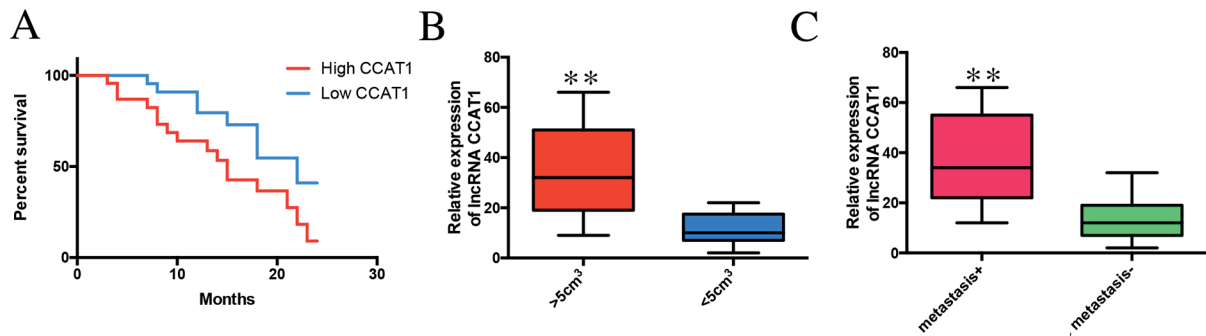 A
High CCAT1
Low CCAT1
Percent survival
100
50
0
0
10
20
30
Months
B
Relative expression
of lncRNA CCAT1
80
60
40
20
0
**
>5cm³
<5cm³
C
Relative expression
of lncRNA CCAT1
80
60
40
20
0
**
metastasis+
metastasis-